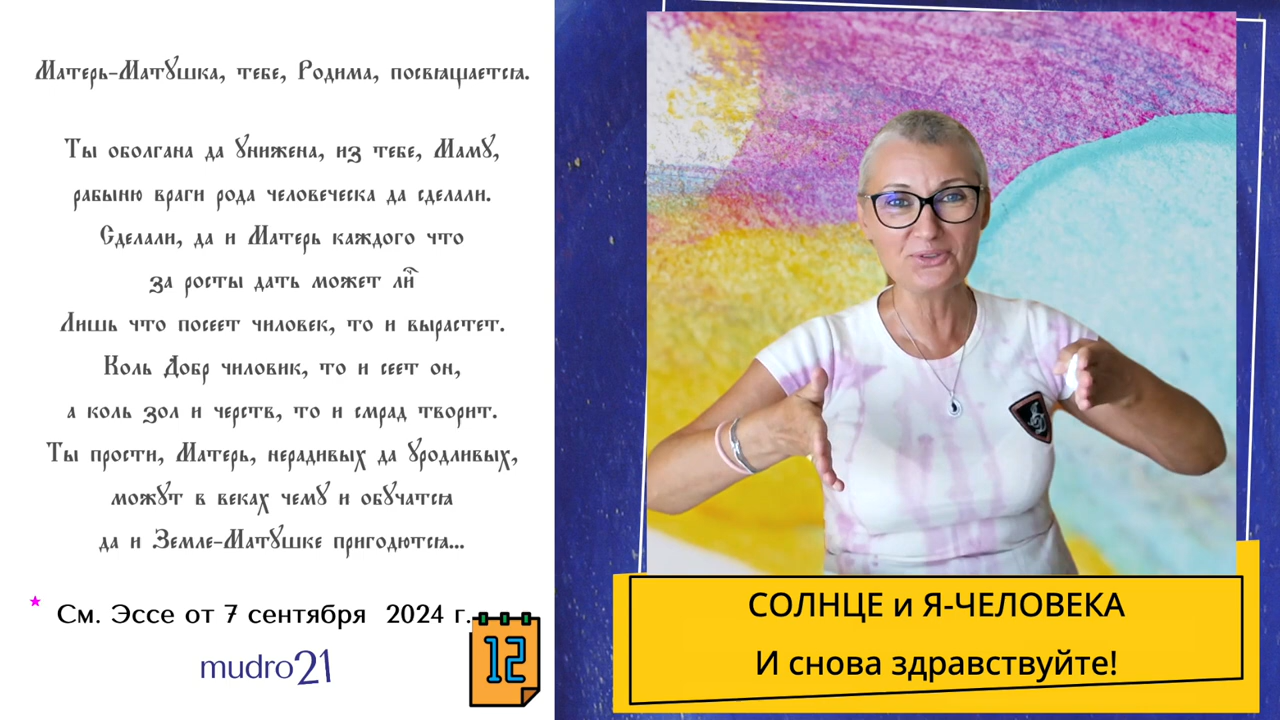 Матерь-Матушка, тебе, Родима, посвящается.
Ты оболгана да унижена, из тебе, Маму,
рабыню враги рода человеческа да сделали.
Сделали, да и Матерь каждого что
за росты дать может ли
Лишь что посеет чиловек, то и вырастет.
Коль Добр чиловик, то и сеет он,
а коль зол и черств, то и смрад творит.
Ты прости, Матерь, нерадивых да уродливых,
можут в веках чему и обучатся
да и Земле-Матушке пригодются...
* См. Эссе от 7 сентября 2024 г.
mudro21
12
СОЛНЦЕ и Я-ЧЕЛОВЕКА
И снова здравствуйте!